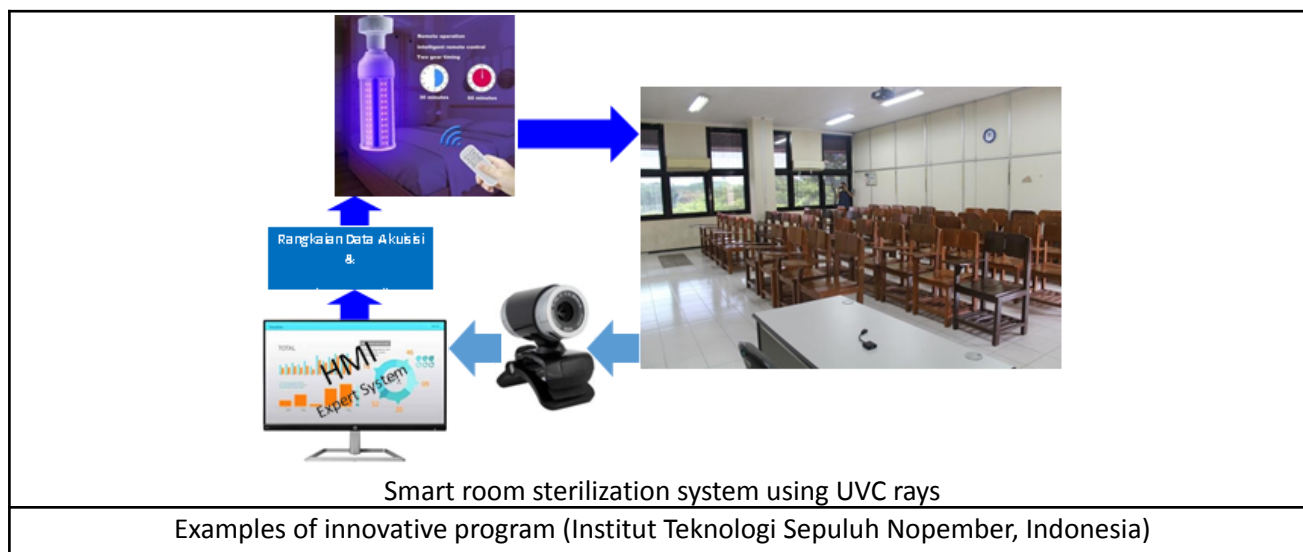 Remote operation
Intelligent remote control
Two gear timing
30 minutes
60 minutes
Rangkaian Data Akuisisi
&
TOTAL
HMI
Expert System
Smart room sterilization system using UVC rays
Examples of innovative program (Institut Teknologi Sepuluh Nopember, Indonesia)